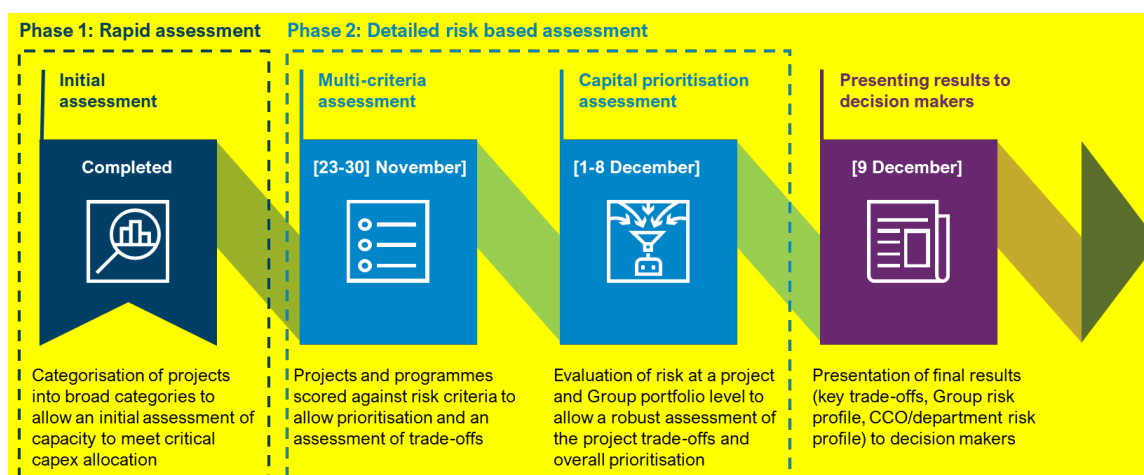 Phase 1: Rapid assessment
Phase 2: Detailed risk based assessment
Initial
assessment
Multi-criteria
assessment
Capital prioritisation
assessment
Presenting results to
decision makers
Completed
[23-30] November]
[1-8 December]
[9 December]
Categorisation of projects
into broad categories to
allow an initial assessment of
capacity to meet critical
capex allocation
Projects and programmes
scored against risk criteria to
allow prioritisation and an
assessment of trade-offs
Evaluation of risk at a project
and Group portfolio level to
allow a robust assessment of
the project trade-offs and
overall prioritisation
Presentation of final results
(key trade-offs, Group risk
profile, CCO/department risk
profile) to decision makers